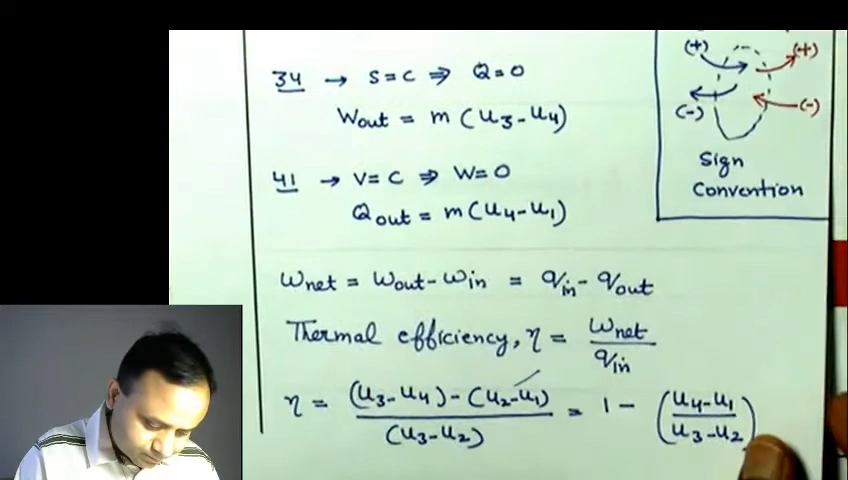 34 → S=C ⇒ Q=0
Wout = m (u3-u4)
41 → V=C ⇒ W=0
Qout = m(u4-u1)
(+) (+)
(-) (-)
Sign
Convention
wnet = wout-win = qin-qout
Thermal efficiency, η = wnet/qin
η = (u3-u4)-(u2-u1)/(u3-u2) = 1 - (u4-u1/u3-u2)